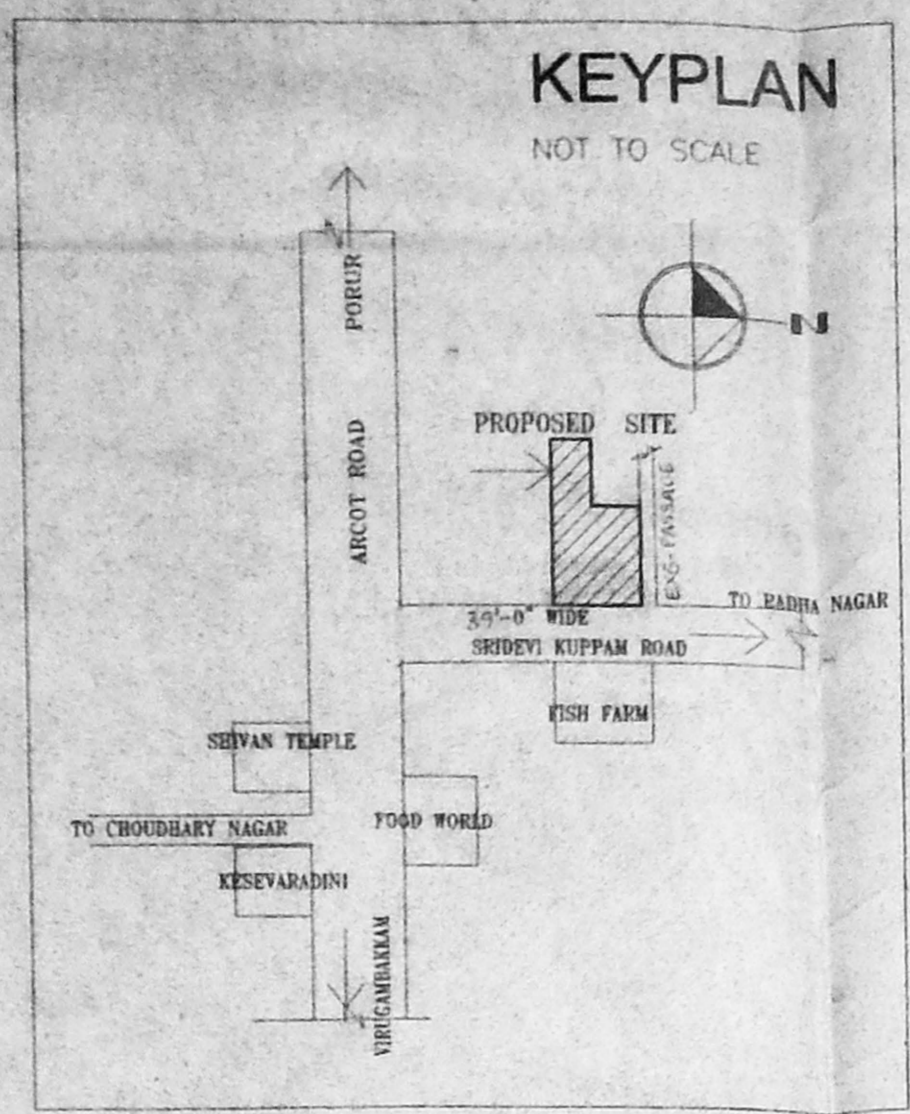 KEYPLAN
NOT TO SCALE
N
PORUR
ARCOT ROAD
PROPOSED SITE
EXG-PASSAGE
TO RADHA NAGAR
39'-0" WIDE
SRIDEVI KUPPAM ROAD
FISH FARM
SHIVAN TEMPLE
FOOD WORLD
TO CHOUDHARY NAGAR
KESEVARADINI
VIRUGAMBAKKAM